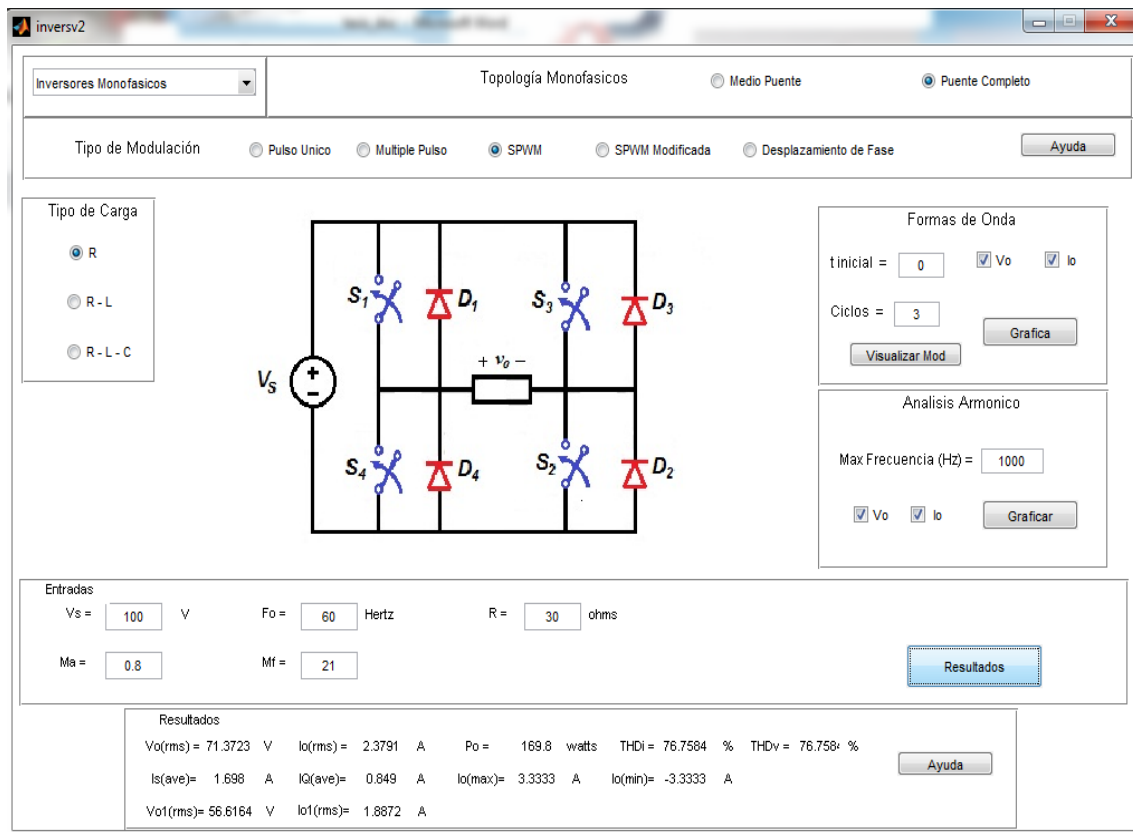 inversv2
Inversores Monofasicos
Topología Monofasicos
Medio Puente
Puente Completo
Tipo de Modulación
Pulso Unico
Multiple Pulso
SPWM
SPWM Modificada
Desplazamiento de Fase
Ayuda
Tipo de Carga
R
R - L
R - L - C
S1
D1
S3
D3
VS
+ vo -
S4
D4
S2
D2
Formas de Onda
t inicial = 0
Vo
Io
Ciclos = 3
Grafica
Visualizar Mod
Analisis Armonico
Max Frecuencia (Hz) = 1000
Vo
Io
Graficar
Entradas
Vs = 100 V
Fo = 60 Hertz
R = 30 ohms
Ma = 0.8
Mf = 21
Resultados
Resultados
Vo(rms) = 71.3723 V Io(rms) = 2.3791 A Po = 169.8 watts THDi = 76.7584 % THDv = 76.758 %
Is(ave)= 1.698 A IQ(ave)= 0.849 A Io(max)= 3.3333 A Io(min)= -3.3333 A
Ayuda
Vo1(rms)= 56.6164 V Io1(rms)= 1.8872 A